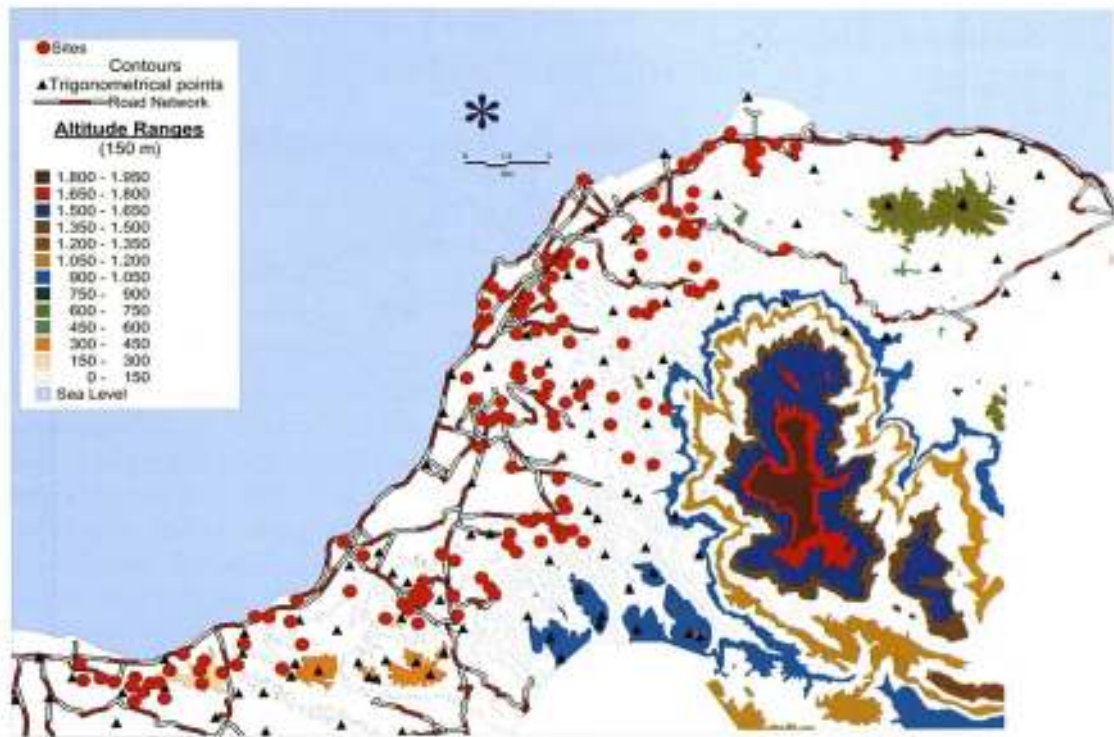 Sites
Contours
Trigonometrical points
Road Network
Altitude Ranges
(150 m)
1.800 - 1.950
1.650 - 1.800
1.500 - 1.650
1.350 - 1.500
1.200 - 1.350
1.050 - 1.200
900 - 1.050
750 - 900
600 - 750
450 - 600
300 - 450
150 - 300
0 - 150
Sea Level